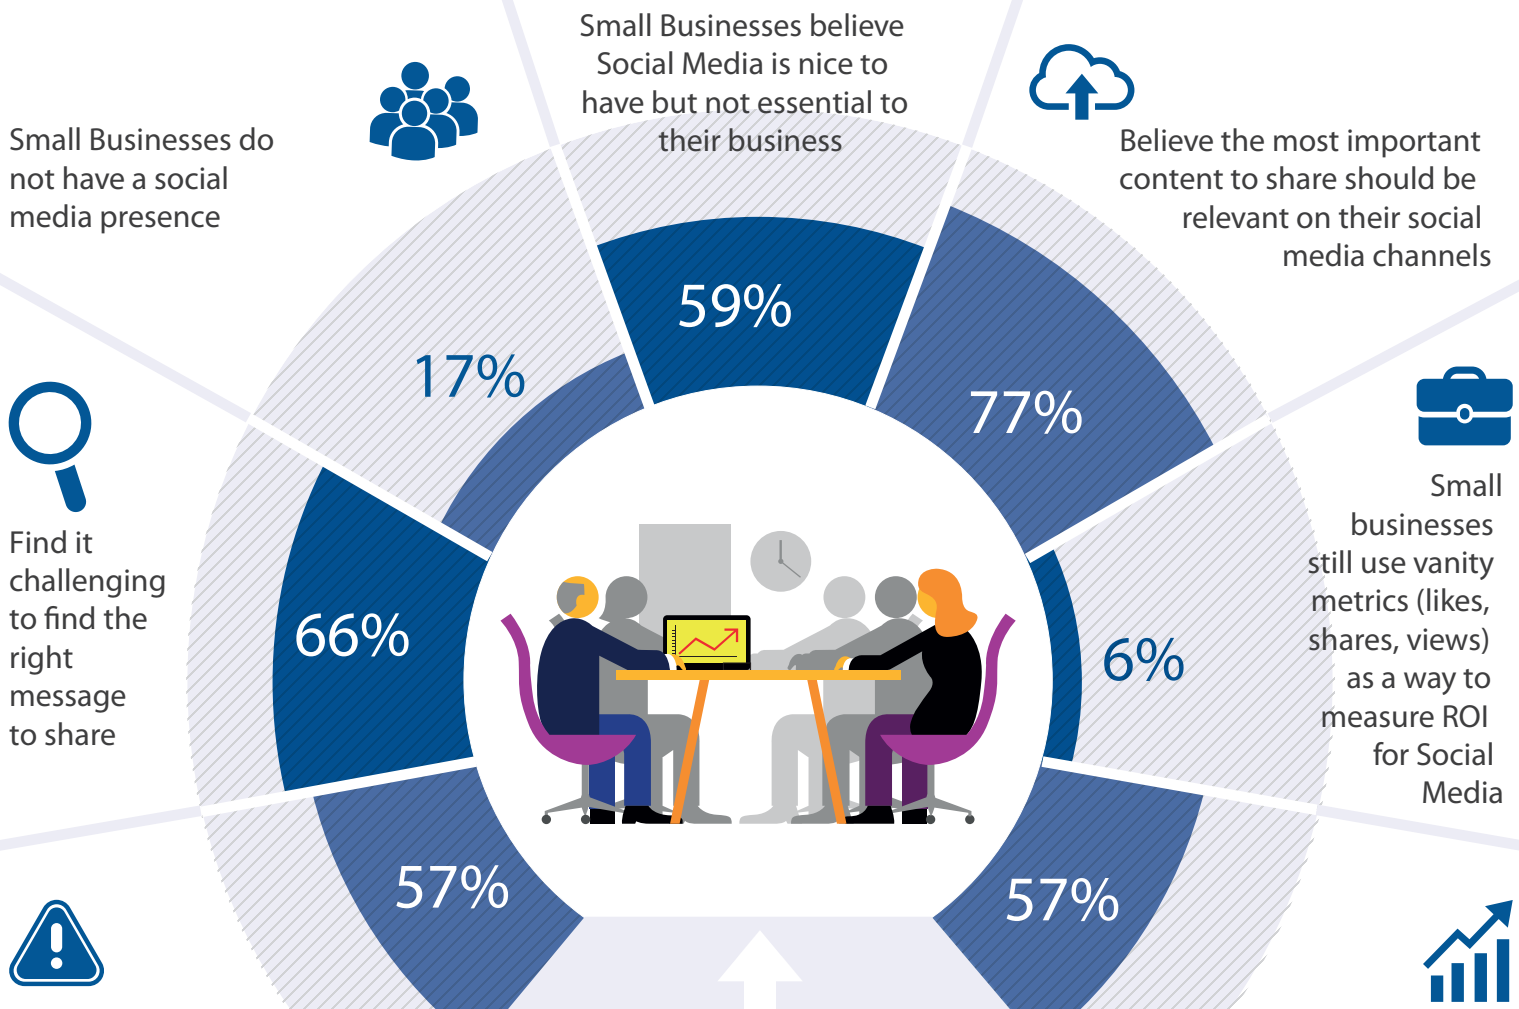 Small Businesses believe
Social Media is nice to
have but not essential to
their business
Small Businesses do
not have a social
media presence
Believe the most important
content to share should be
relevant on their social
media channels
59%
17%
77%
Find it
challenging
to find the
right
message
to share
66%
6%
Small
businesses
still use vanity
metrics (likes,
shares, views)
as a way to
measure ROI
for Social
Media
57%
57%